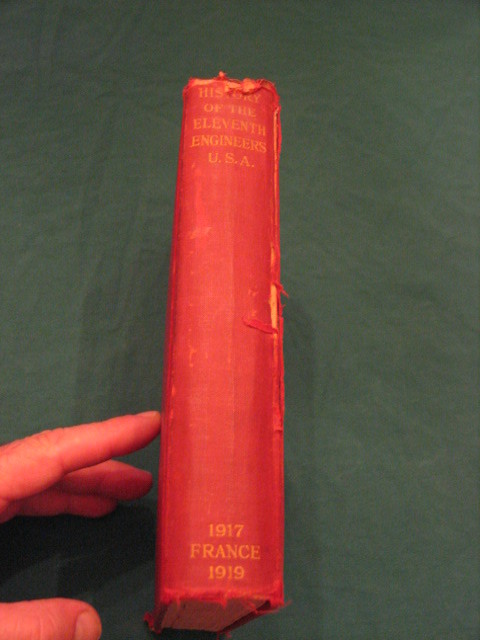 HISTORY
OF THE
ELEVENTH
ENGINEERS
U.S.A.
1917
FRANCE
1919